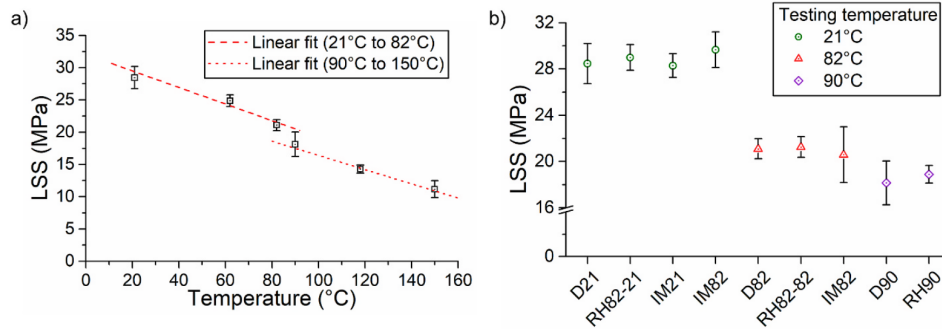 a)
Linear fit (21°C to 82°C)
Linear fit (90°C to 150°C)
LSS (MPa)
35
30
25
20
15
10
5
0
0 20 40 60 80 100 120 140 160
Temperature (°C)
b)
Testing temperature
21°C
82°C
90°C
LSS (MPa)
32
28
24
20
16
0
D21
RH82-21
IM21
IM82
D82
RH82-82
IM82
D90
RH90